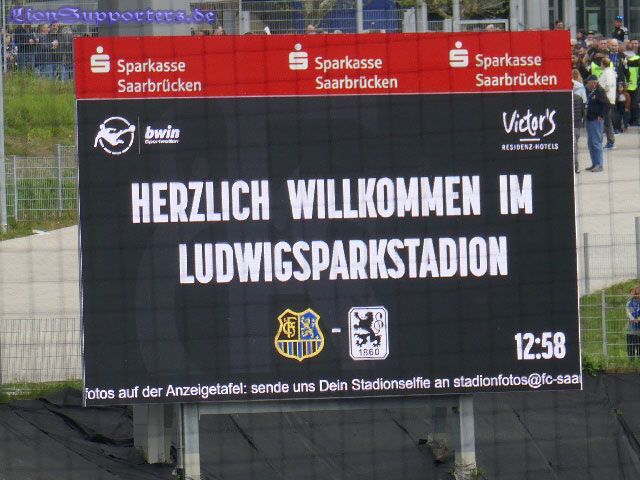 LionSupporters.de
Sparkasse Saarbrücken
Sparkasse Saarbrücken
Sparkasse Saarbrücken
bwin
Victor's
RESIDENZ-HOTELS
HERZLICH WILLKOMMEN IM
LUDWIGSPARKSTADION
1860
12:58
fotos auf der Anzeigetafel: sende uns Dein Stadionselfie an stadionfotos@fc-saa